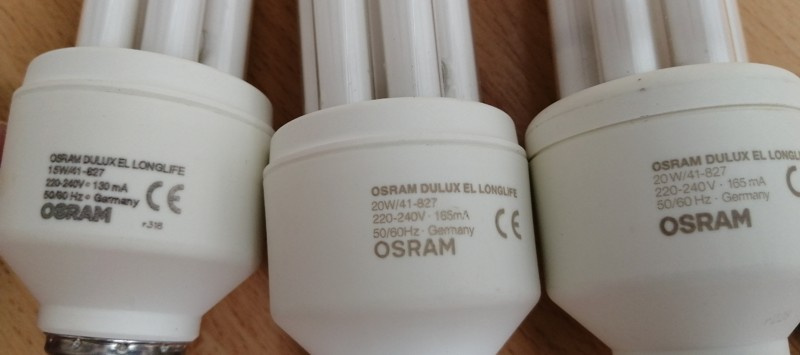 OSRAM DULUX EL LONGLIFE
15W/41-827
220-240V • 130 mA
50/60 Hz • Germany
CE
OSRAM
OSRAM DULUX EL LONGLIFE
20W/41-827
220-240V · 165mA
50/60Hz · Germany
CE
OSRAM
OSRAM DULUX EL
20W/41-827
220-240V · 165 mA
50/60 Hz · Germany
OSRAM